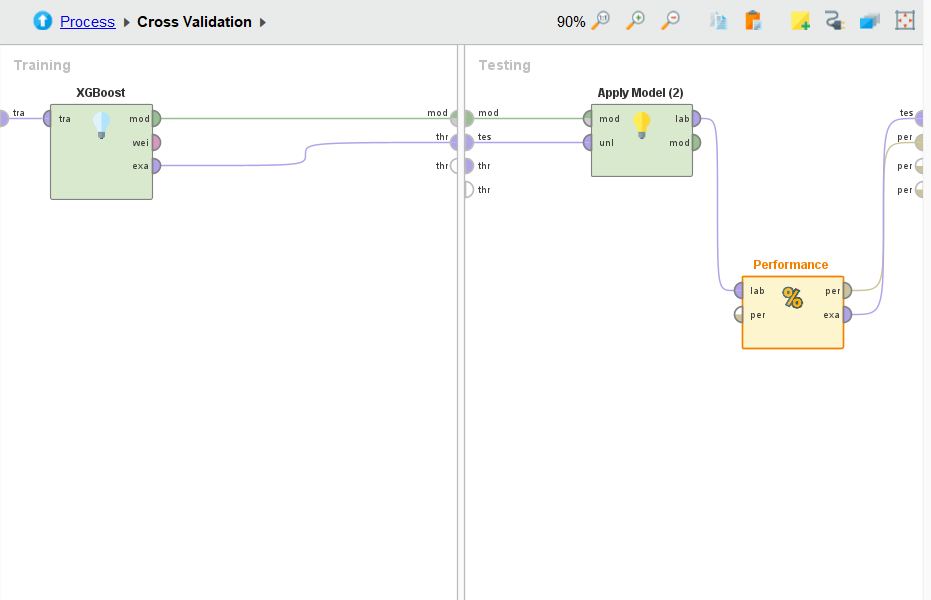 Process Cross Validation 90%
Training
Testing
XGBoost
tra
tra mod
wei
exa
mod
thr
thr
mod
tes
thr
thr
Apply Model (2)
mod lab
unl mod
Performance
lab per
per exa
tes
per
per
per
%